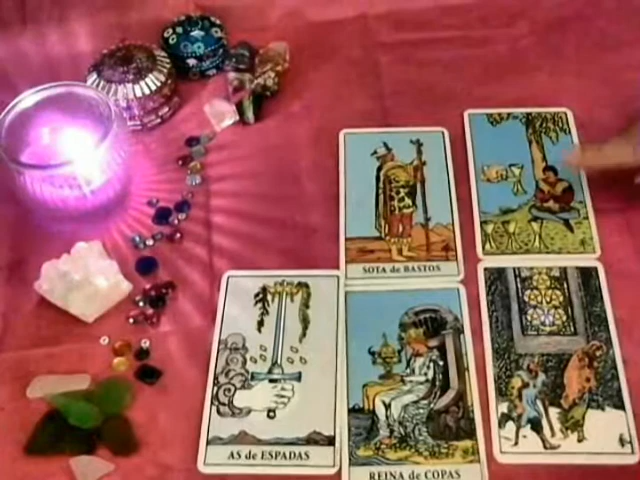 SOTA de BASTOS
AS de ESPADAS
REINA de COPAS